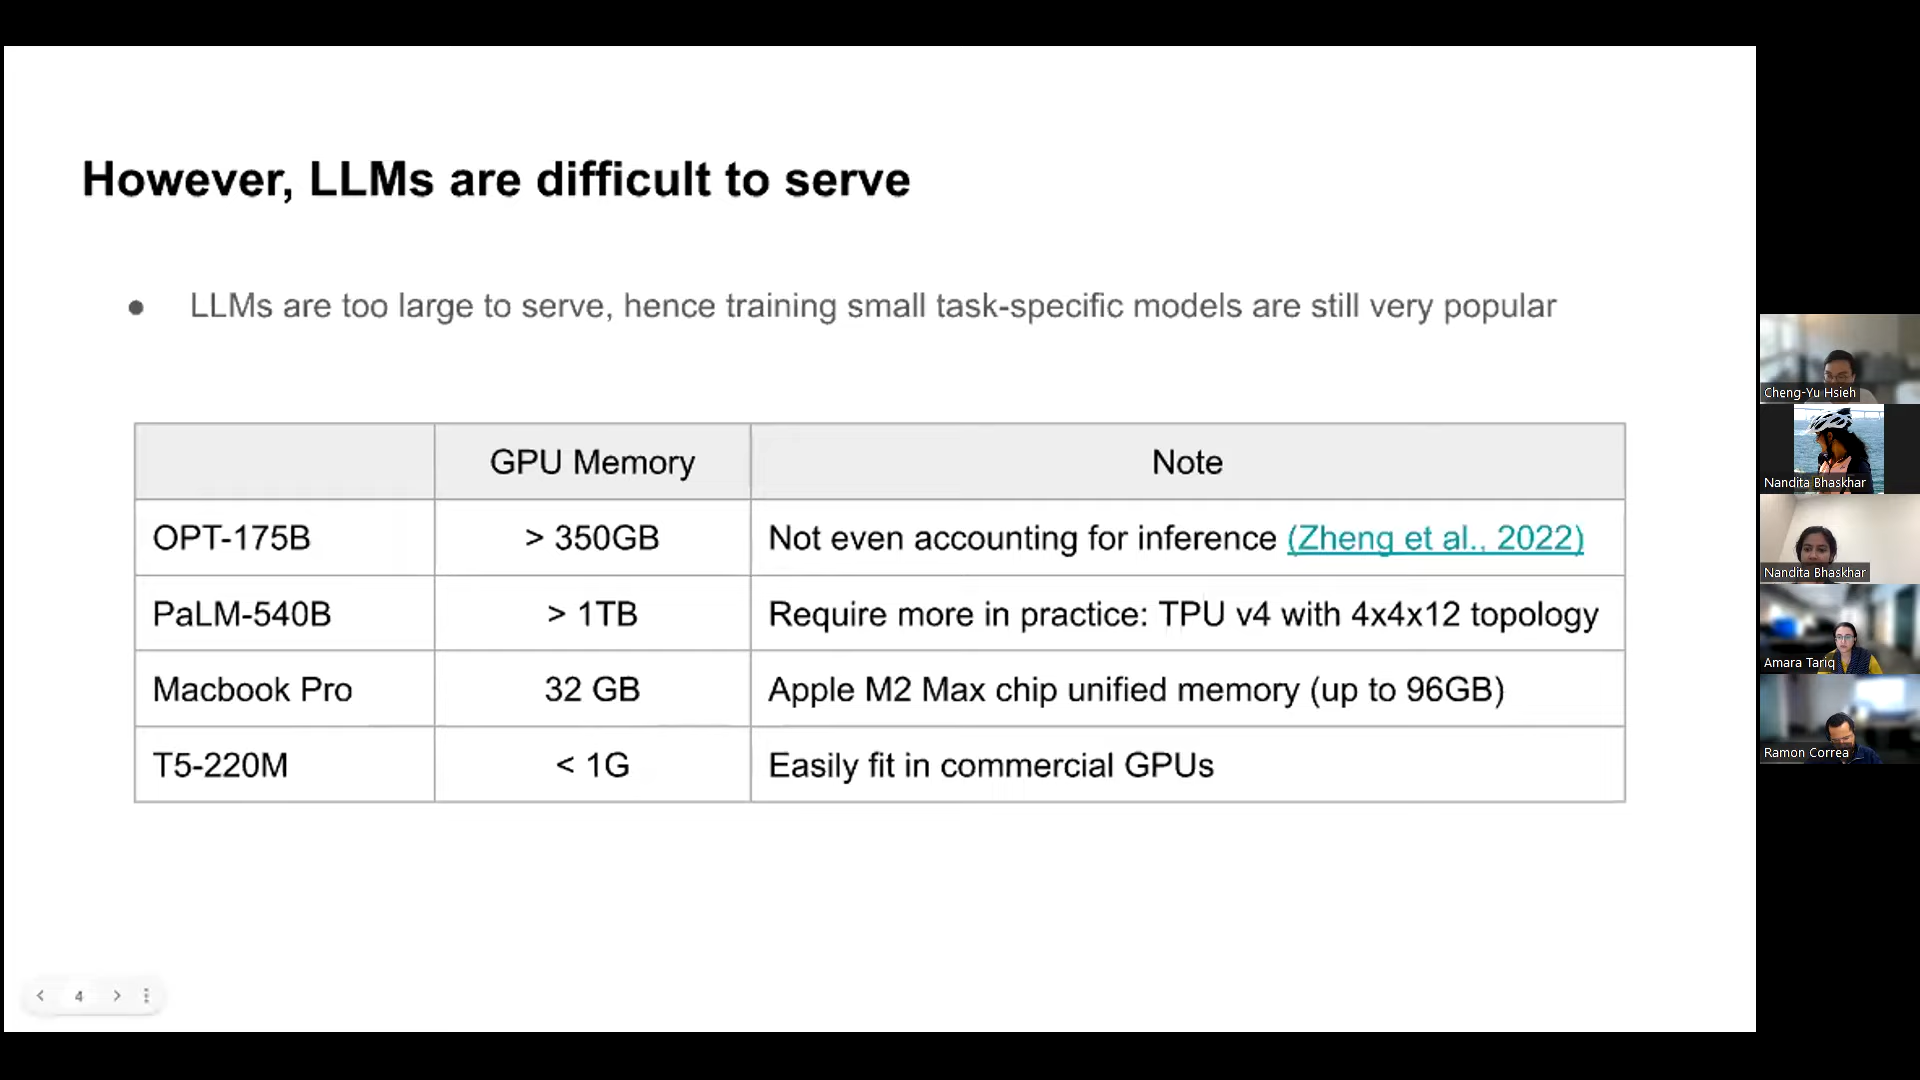 However, LLMs are difficult to serve
● LLMs are too large to serve, hence training small task-specific models are still very popular
GPU Memory Note
OPT-175B > 350GB Not even accounting for inference (Zheng et al., 2022)
PaLM-540B > 1TB Require more in practice: TPU v4 with 4x4x12 topology
Macbook Pro 32 GB Apple M2 Max chip unified memory (up to 96GB)
T5-220M < 1G Easily fit in commercial GPUs
4
Cheng-Yu Hsieh
Nandita Bhaskhar
Nandita Bhaskhar
Amara Tariq
Ramon Correa